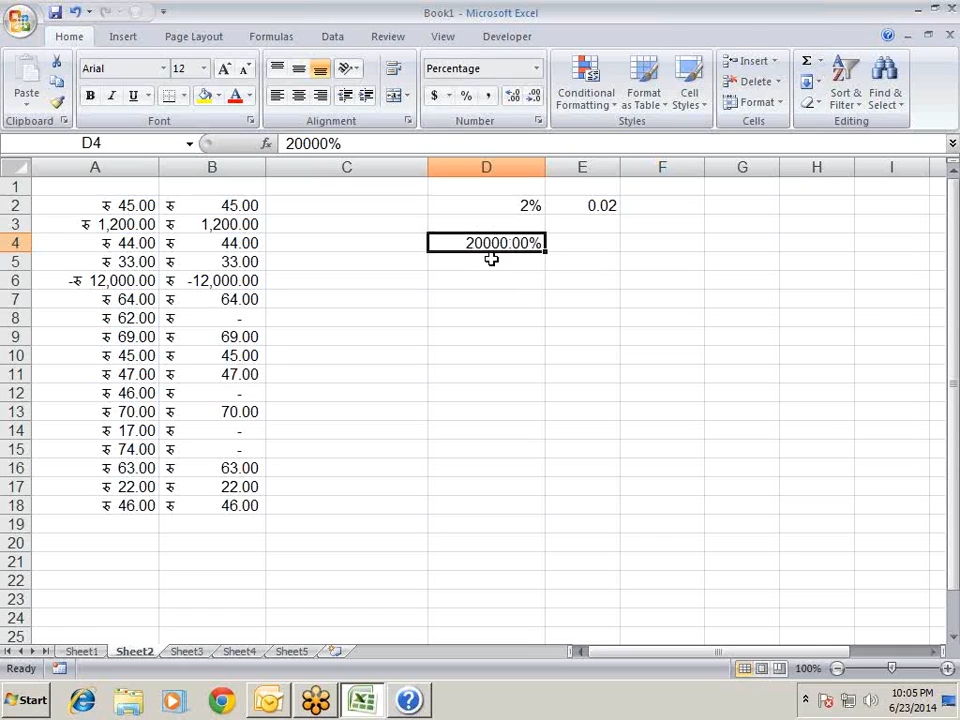 Book1 - Microsoft Excel
Home Insert Page Layout Formulas Data Review View Developer
Paste
Arial 12
Percentage
Conditional Formatting
Format as Table
Cell Styles
Insert
Delete
Format
Sort & Filter
Find & Select
Clipboard Font Alignment Number Styles Cells Editing
D4 fx 20000%
A B C D E F G H I
1
2 रु 45.00 रु 45.00 2% 0.02
3 रु 1,200.00 रु 1,200.00
4 रु 44.00 रु 44.00 20000.00%
5 रु 33.00 रु 33.00
6 -रु 12,000.00 रु -12,000.00
7 रु 64.00 रु 64.00
8 रु 62.00 रु -
9 रु 69.00 रु 69.00
10 रु 45.00 रु 45.00
11 रु 47.00 रु 47.00
12 रु 46.00 रु -
13 रु 70.00 रु 70.00
14 रु 17.00 रु -
15 रु 74.00 रु -
16 रु 63.00 रु 63.00
17 रु 22.00 रु 22.00
18 रु 46.00 रु 46.00
19
20
21
22
23
24
25
Sheet1 Sheet2 Sheet3 Sheet4 Sheet5
Ready 100%
Start 10:05 PM
6/23/2014